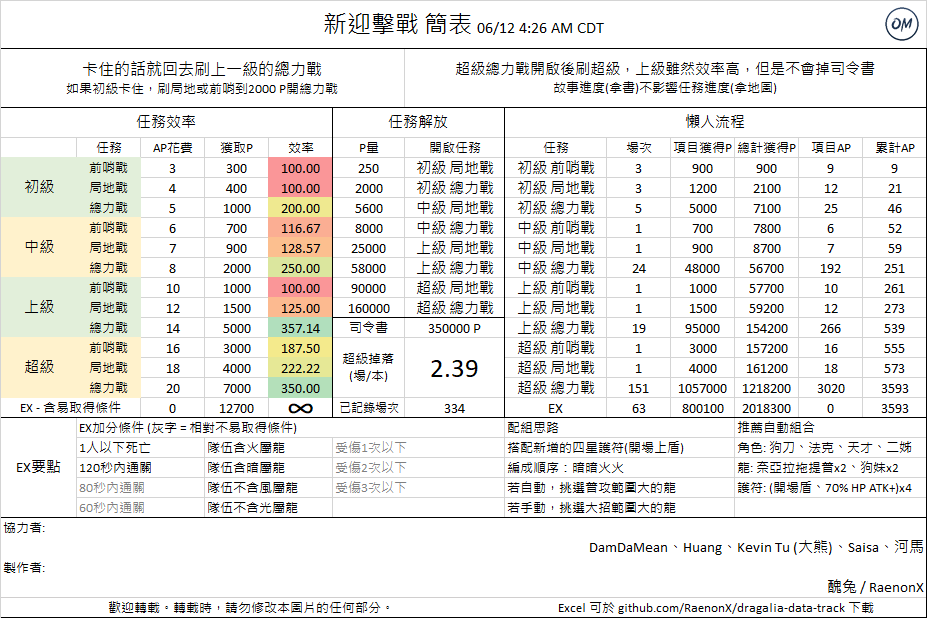 新迎擊戰 簡表 06/12 4:26 AM CDT
OM
卡住的話就回去刷上一級的總力戰
如果初級卡住，刷局地或前哨到2000 P開總力戰
超級總力戰開啟後刷超級，上級雖然效率高，但是不會掉司令書
故事進度(拿書)不影響任務進度(拿地圖)
任務效率 任務解放 懶人流程
任務 AP花費 獲取P 效率 P量 開啟任務 任務 場次 項目獲得P 總計獲得P 項目AP 累計AP
初級 前哨戰 3 300 100.00 250 初級 局地戰 初級 前哨戰 3 900 900 9 9
局地戰 4 400 100.00 2000 初級 總力戰 初級 局地戰 3 1200 2100 12 21
總力戰 5 1000 200.00 5600 中級 局地戰 初級 總力戰 5 5000 7100 25 46
中級 前哨戰 6 700 116.67 8000 中級 總力戰 中級 前哨戰 1 700 7800 6 52
局地戰 7 900 128.57 25000 上級 局地戰 中級 局地戰 1 900 8700 7 59
總力戰 8 2000 250.00 58000 上級 總力戰 中級 總力戰 24 48000 56700 192 251
上級 前哨戰 10 1000 100.00 90000 超級 局地戰 上級 前哨戰 1 1000 57700 10 261
局地戰 12 1500 125.00 160000 超級 總力戰 上級 局地戰 1 1500 59200 12 273
總力戰 14 5000 357.14 司令書 350000 P 上級 總力戰 19 95000 154200 266 539
超級 前哨戰 16 3000 187.50 超級掉落 (場/本) 2.39 超級 前哨戰 1 3000 157200 16 555
局地戰 18 4000 222.22 超級 局地戰 1 4000 161200 18 573
總力戰 20 7000 350.00 超級 總力戰 151 1057000 1218200 3020 3593
EX - 含易取得條件 0 12700 ∞ 已記錄場次 334 EX 63 800100 2018300 0 3593
EX要點 EX加分條件 (灰字 = 相對不易取得條件) 配組思路 推薦自動組合
1人以下死亡 隊伍含火屬龍 受傷1次以下 搭配新增的四星護符(開場上盾) 角色: 狗刀、法克、天才、二姊
120秒內通關 隊伍含暗屬龍 受傷2次以下 編成順序：暗暗火火 龍: 奈亞拉拖提普x2、狗妹x2
80秒內通關 隊伍不含風屬龍 受傷3次以下 若自動，挑選普攻範圍大的龍 護符: (開場盾、70% HP ATK+)x4
60秒內通關 隊伍不含光屬龍 若手動，挑選大招範圍大的龍
協力者:
DamDaMean、Huang、Kevin Tu (大熊)、Saisa、河馬
製作者:
醜兔 / RaenonX
歡迎轉載。轉載時，請勿修改本圖片的任何部分。 Excel 可於 github.com/RaenonX/dragalia-data-track 下載